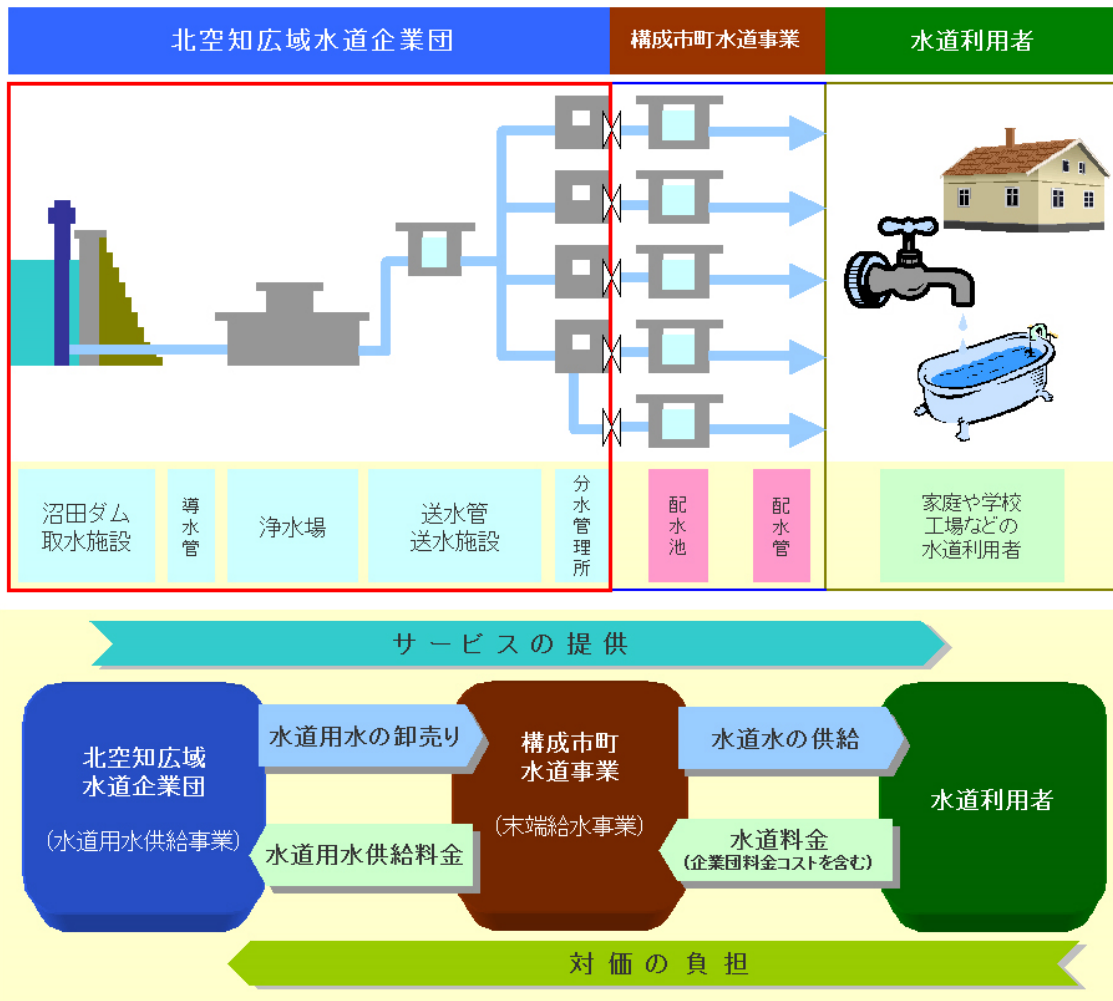 北空知広域水道企業団
構成市町水道事業
水道利用者
沼田ダム
取水施設
導水管
浄水場
送水管
送水施設
分水管理所
配水池
配水管
家庭や学校
工場などの
水道利用者
サービスの提供
北空知広域
水道企業団
(水道用水供給事業)
水道用水の卸売り
水道用水供給料金
構成市町
水道事業
(末端給水事業)
水道水の供給
水道料金
(企業団料金コストを含む)
水道利用者
対価の負担